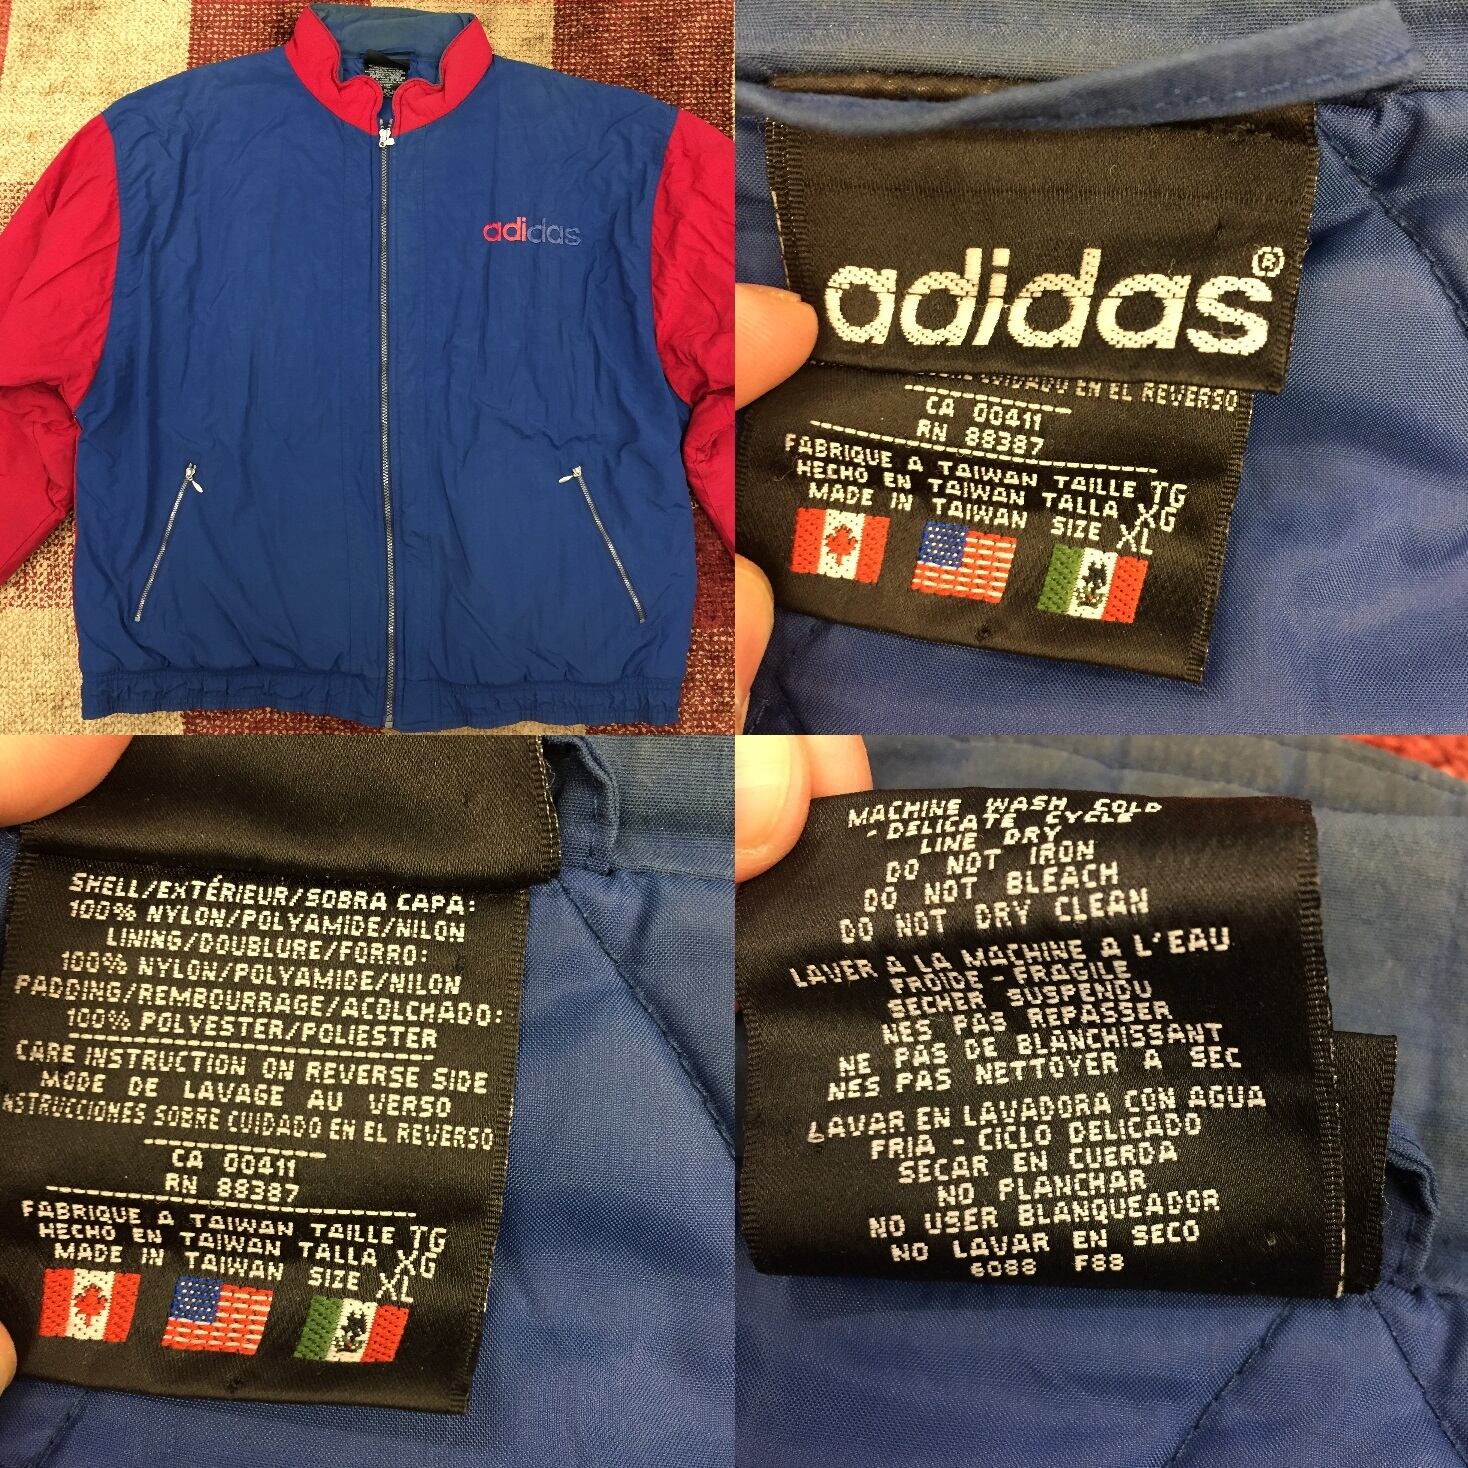 adidas
adidas®
CUIDADO EN EL REVERSO
CA 00411
RN 88387
FABRIQUE A TAIWAN TAILLE TG
HECHO EN TAIWAN TALLA XG
MADE IN TAIWAN SIZE XL
SHELL/EXTÉRIEUR/SOBRA CAPA:
100% NYLON/POLYAMIDE/NILON
LINING/DOUBLURE/FORRO:
100% NYLON/POLYAMIDE/NILON
PADDING/REMBOURRAGE/ACOLCHADO:
100% POLYESTER/POLIESTER
CARE INSTRUCTION ON REVERSE SIDE
MODE DE LAVAGE AU VERSO
NSTRUCCIONES SOBRE CUIDADO EN EL REVERSO
CA 00411
RN 88387
FABRIQUE A TAIWAN TAILLE TG
HECHO EN TAIWAN TALLA XG
MADE IN TAIWAN SIZE XL
MACHINE WASH COLD
- DELICATE CYCLE
LINE DRY
DO NOT IRON
DO NOT BLEACH
DO NOT DRY CLEAN
LAVER A LA MACHINE A L'EAU
FROIDE - FRAGILE
SECHER SUSPENDU
NES PAS REPASSER
NE PAS DE BLANCHISSANT
NES PAS NETTOYER A SEC
LAVAR EN LAVADORA CON AGUA
FRIA - CICLO DELICADO
SECAR EN CUERDA
NO PLANCHAR
NO USER BLANQUEADOR
NO LAVAR EN SECO
6088 F88